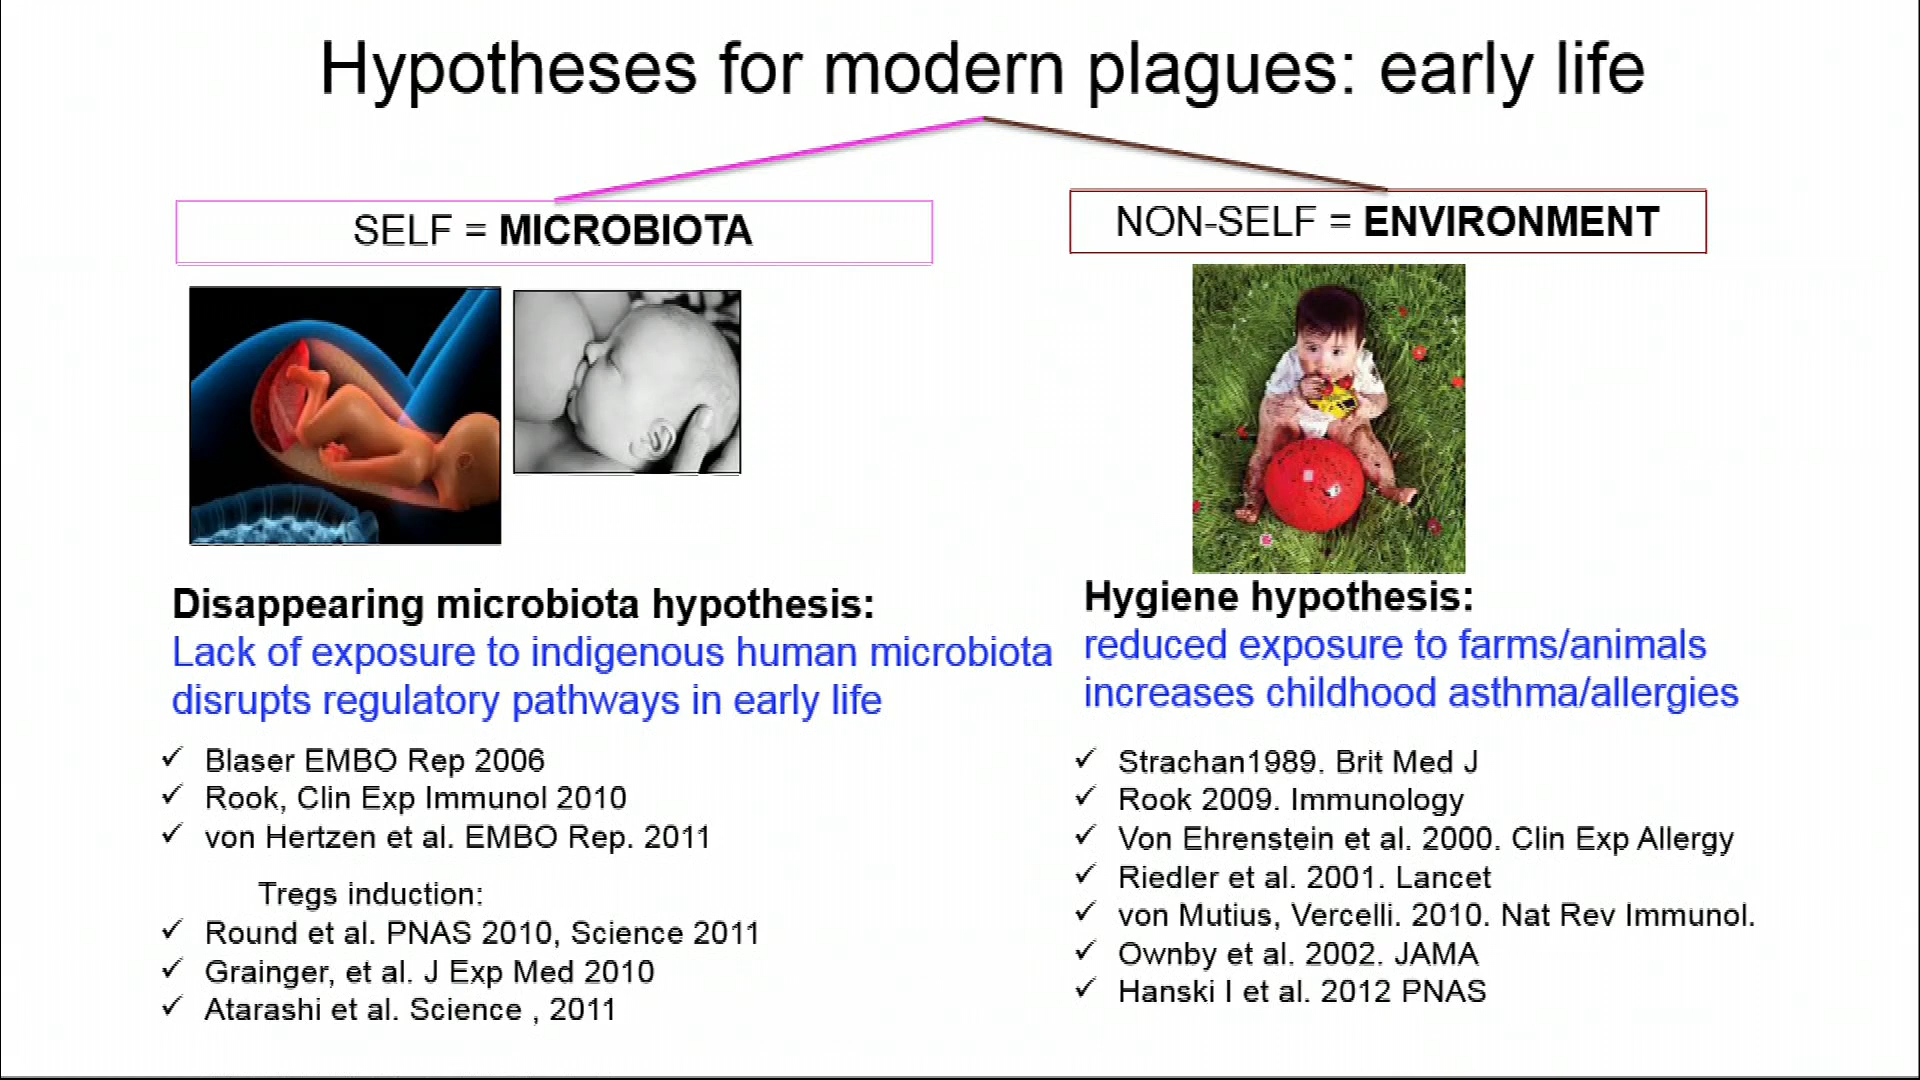 Hypotheses for modern plagues: early life
SELF = MICROBIOTA
Disappearing microbiota hypothesis:
Lack of exposure to indigenous human microbiota
disrupts regulatory pathways in early life
✓ Blaser EMBO Rep 2006
✓ Rook, Clin Exp Immunol 2010
✓ von Hertzen et al. EMBO Rep. 2011
Tregs induction:
✓ Round et al. PNAS 2010, Science 2011
✓ Grainger, et al. J Exp Med 2010
✓ Atarashi et al. Science , 2011
NON-SELF = ENVIRONMENT
Hygiene hypothesis:
reduced exposure to farms/animals
increases childhood asthma/allergies
✓ Strachan1989. Brit Med J
✓ Rook 2009. Immunology
✓ Von Ehrenstein et al. 2000. Clin Exp Allergy
✓ Riedler et al. 2001. Lancet
✓ von Mutius, Vercelli. 2010. Nat Rev Immunol.
✓ Ownby et al. 2002. JAMA
✓ Hanski I et al. 2012 PNAS